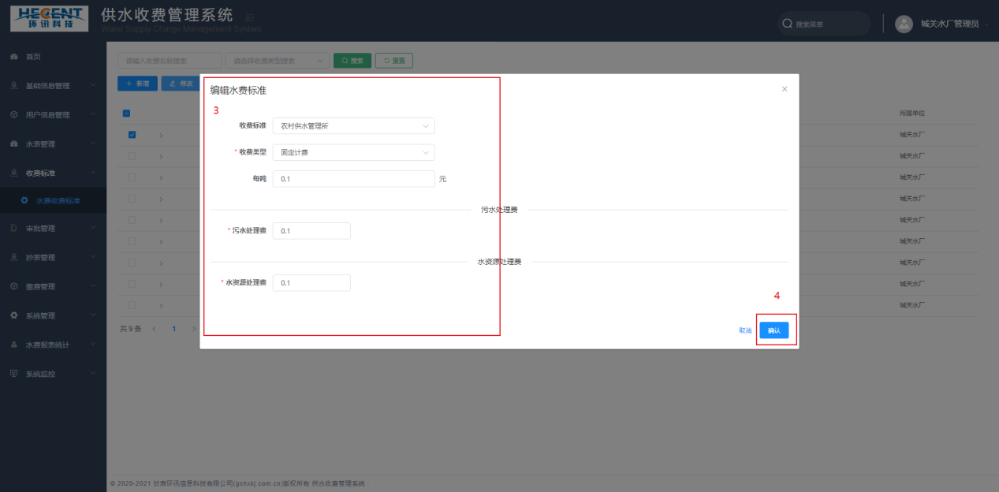 HECENT
环讯科技
供水收费管理系统
Water Supply Charge Management System
搜索菜单
城关水厂管理员
首页
基础信息管理
用户信息管理
水表管理
收费标准
水费收费标准
审批管理
抄表管理
缴费管理
系统管理
水费报表统计
系统监控
请输入收费名称搜索
请选择收费类型搜索
搜索
重置
新增
修改
所属单位
城关水厂
城关水厂
城关水厂
城关水厂
城关水厂
城关水厂
城关水厂
城关水厂
城关水厂
共 9 条
1
编辑水费标准
3
收费标准 农村供水管理所
* 收费类型 固定计费
每吨 0.1 元
污水处理费
* 污水处理费 0.1
水资源处理费
* 水资源处理费 0.1
4
取消 确认
© 2020-2021 甘肃环讯信息科技有限公司(gshxkj.com.cn)版权所有 供水收费管理系统